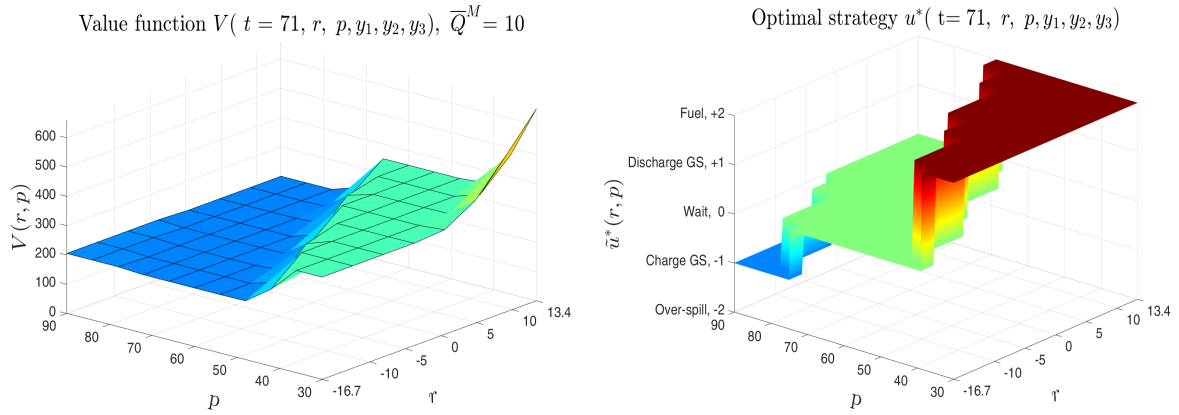 Value function V( t = 71, r, p, y₁, y₂, y₃), Q̅ᴹ = 10
V(r, p)
600
500
400
300
200
100
0
90
80
70
60
50
40
30
p
-16.7
-10
-5
0
5
10
13.4
r
Optimal strategy u*( t= 71, r, p, y₁, y₂, y₃)
ũ*(r, p)
Fuel, +2
Discharge GS, +1
Wait, 0
Charge GS, -1
Over-spill, -2
90
80
70
60
50
40
30
p
-16.7
-10
-5
0
5
10
13.4
r